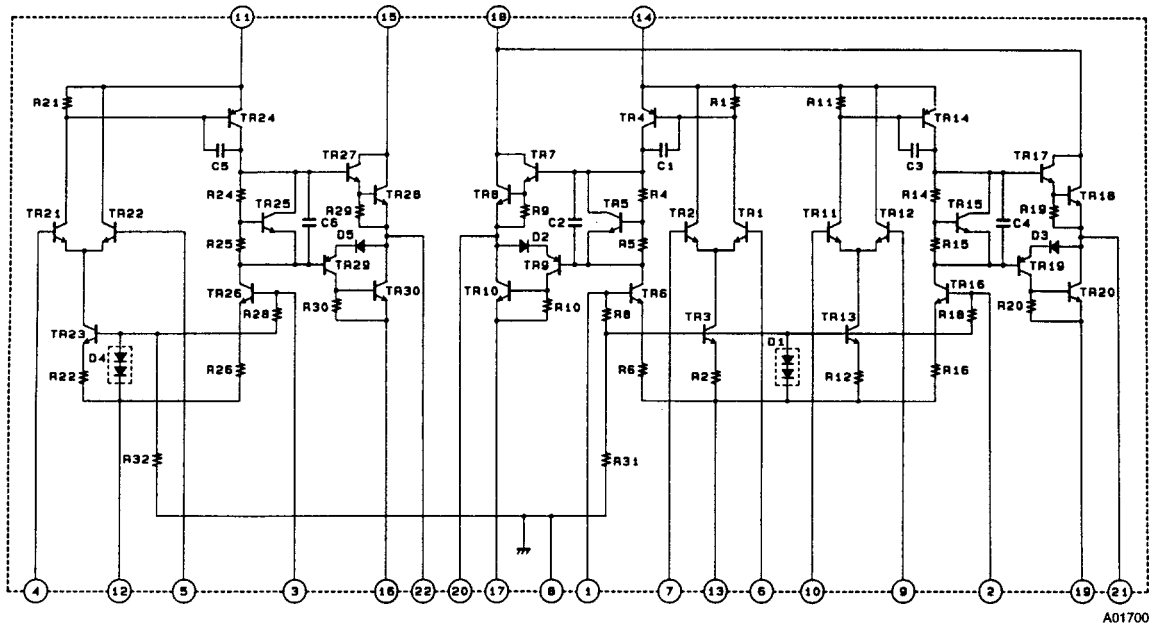 11 15 18 14
R21 TR24 R1 R11
TR4 TR14
C5 TR27 TR7 C1 C3 TR17
R24 TR25 TR28 TR8 R4 R14 TR18
TR21 TR22 R29 C6 R9 C2 TR5 TR2 TR1 TR11 TR12 TR15 C4 R19
R25 D5 D2 R5 R15 D3
TR29 TR9 TR19
TR26 TR30 TR10 TR6 TR16 TR20
R28 R30 R10 R8 R18 R20
TR23 D4 TR3 D1 TR13
R22 R26 R6 R2 R12 R16
R32 R31
4 12 5 3 16 22 20 17 8 1 7 13 6 10 9 2 19 21
A01700